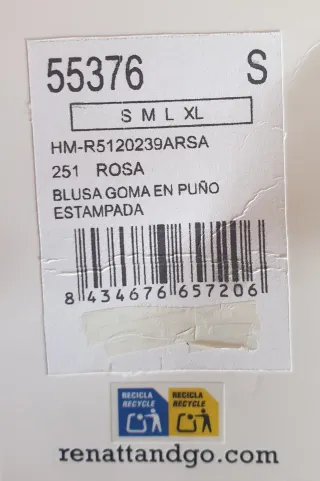 55376 S
S M L XL
HM-R5120239ARSA
251 ROSA
BLUSA GOMA EN PUÑO
ESTAMPADA
8 434676 657206
RECICLA RECICLA
RECYCLE RECYCLE
renattandgo.com